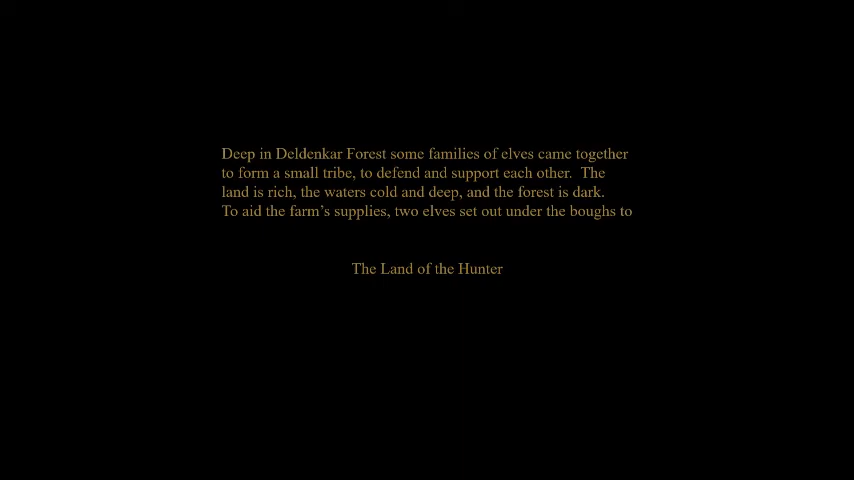 Deep in Deldenkar Forest some families of elves came together
to form a small tribe, to defend and support each other.  The
land is rich, the waters cold and deep, and the forest is dark.
To aid the farm’s supplies, two elves set out under the boughs to
The Land of the Hunter